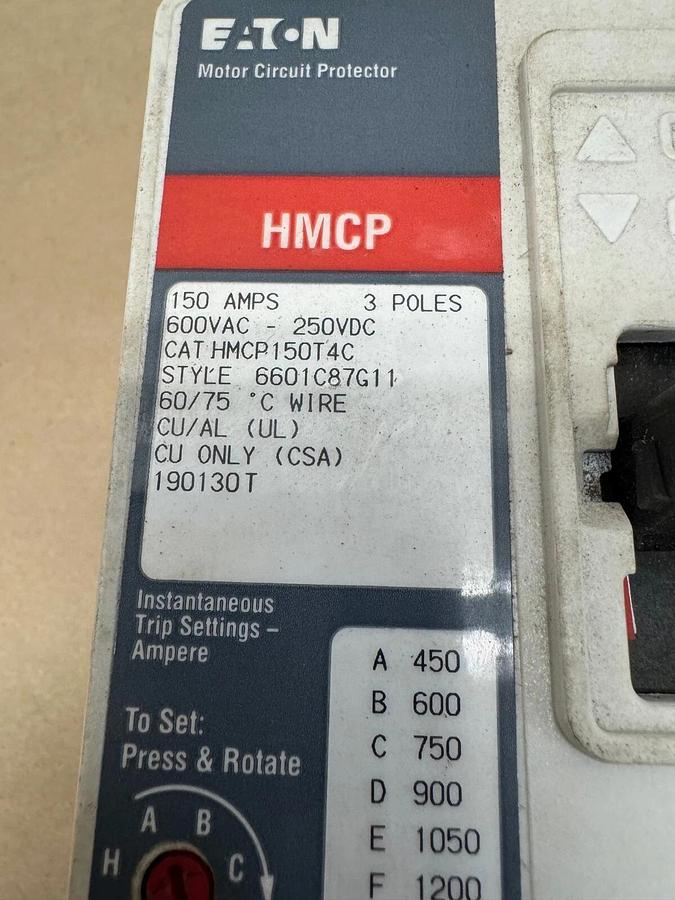 EATON
Motor Circuit Protector
HMCP
150 AMPS 3 POLES
600VAC - 250VDC
CAT HMCP150T4C
STYLE 6601C87G11
60/75 °C WIRE
CU/AL (UL)
CU ONLY (CSA)
190130T
Instantaneous
Trip Settings –
Ampere
A 450
B 600
C 750
D 900
E 1050
F 1200
To Set:
Press & Rotate
A B
H C